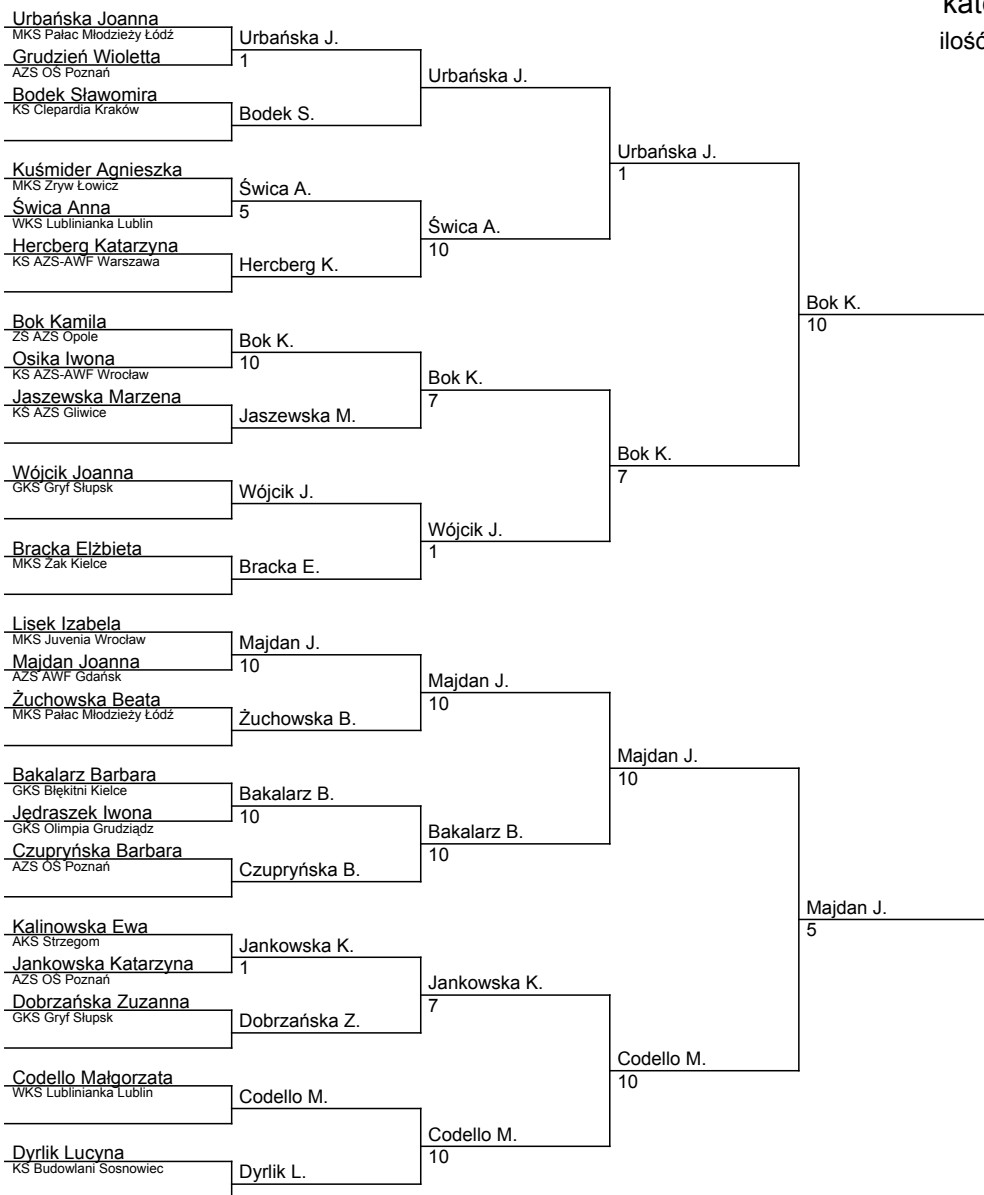 kate
ilość
Urbańska Joanna
MKS Pałac Młodzieży Łódź
Grudzień Wioletta
AZS OŚ Poznań
Bodek Sławomira
KS Clepardia Kraków
Kuśmider Agnieszka
MKS Zryw Łowicz
Świca Anna
WKS Lublinianka Lublin
Hercberg Katarzyna
KS AZS-AWF Warszawa
Bok Kamila
ZŚ AZS Opole
Osika Iwona
KS AZS-AWF Wrocław
Jaszewska Marzena
KŚ AZS Gliwice
Wójcik Joanna
GKS Gryf Słupsk
Bracka Elżbieta
MKS Żak Kielce
Lisek Izabela
MKS Juvenia Wrocław
Majdan Joanna
AZS AWF Gdańsk
Żuchowska Beata
MKS Pałac Młodzieży Łódź
Bakalarz Barbara
GKS Błękitni Kielce
Jędraszek Iwona
GKS Olimpia Grudziądz
Czupryńska Barbara
AZS OŚ Poznań
Kalinowska Ewa
AKS Strzegom
Jankowska Katarzyna
AZS OŚ Poznań
Dobrzańska Zuzanna
GKS Gryf Słupsk
Codello Małgorzata
WKS Lublinianka Lublin
Dyrlik Lucyna
KS Budowlani Sosnowiec
Urbańska J.
1
Bodek S.
Świca A.
5
Hercberg K.
Bok K.
10
Jaszewska M.
Wójcik J.
Bracka E.
Majdan J.
10
Żuchowska B.
Bakalarz B.
10
Czupryńska B.
Jankowska K.
1
Dobrzańska Z.
Codello M.
Dyrlik L.
Urbańska J.
Świca A.
10
Bok K.
7
Wójcik J.
1
Majdan J.
10
Bakalarz B.
10
Jankowska K.
7
Codello M.
10
Urbańska J.
1
Bok K.
7
Majdan J.
10
Codello M.
10
Bok K.
10
Majdan J.
5